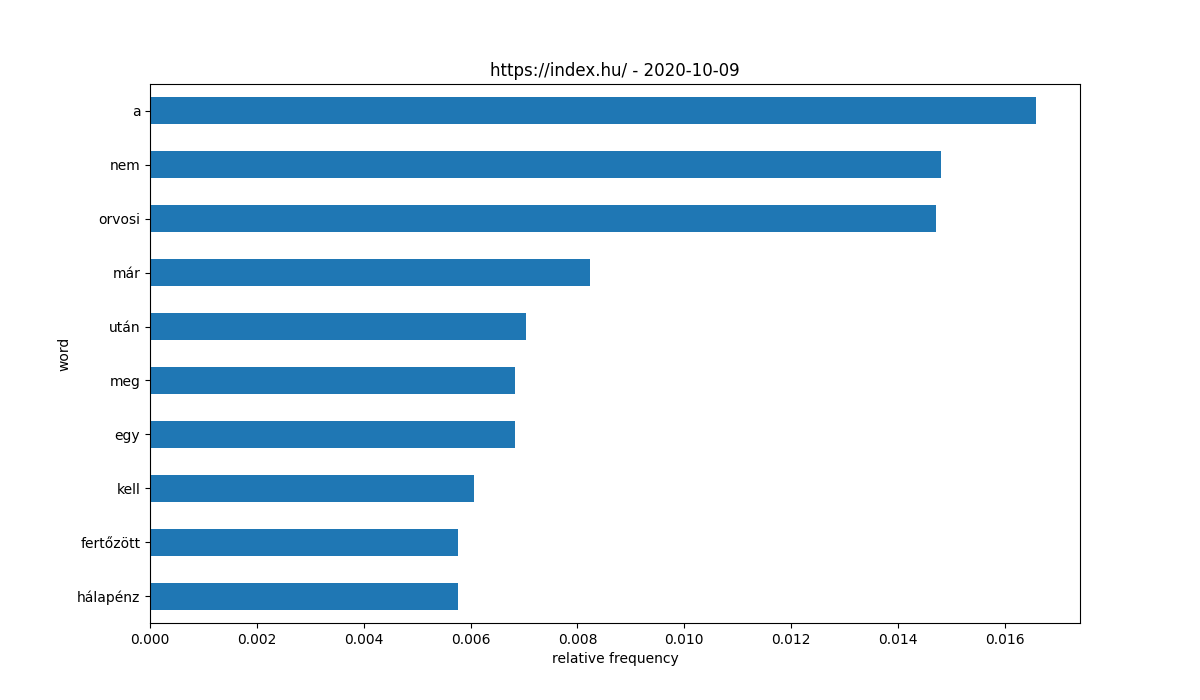 https://index.hu/ - 2020-10-09
a
nem
orvosi
már
után
meg
egy
kell
fertőzött
hálapénz
word
0.000 0.002 0.004 0.006 0.008 0.010 0.012 0.014 0.016
relative frequency